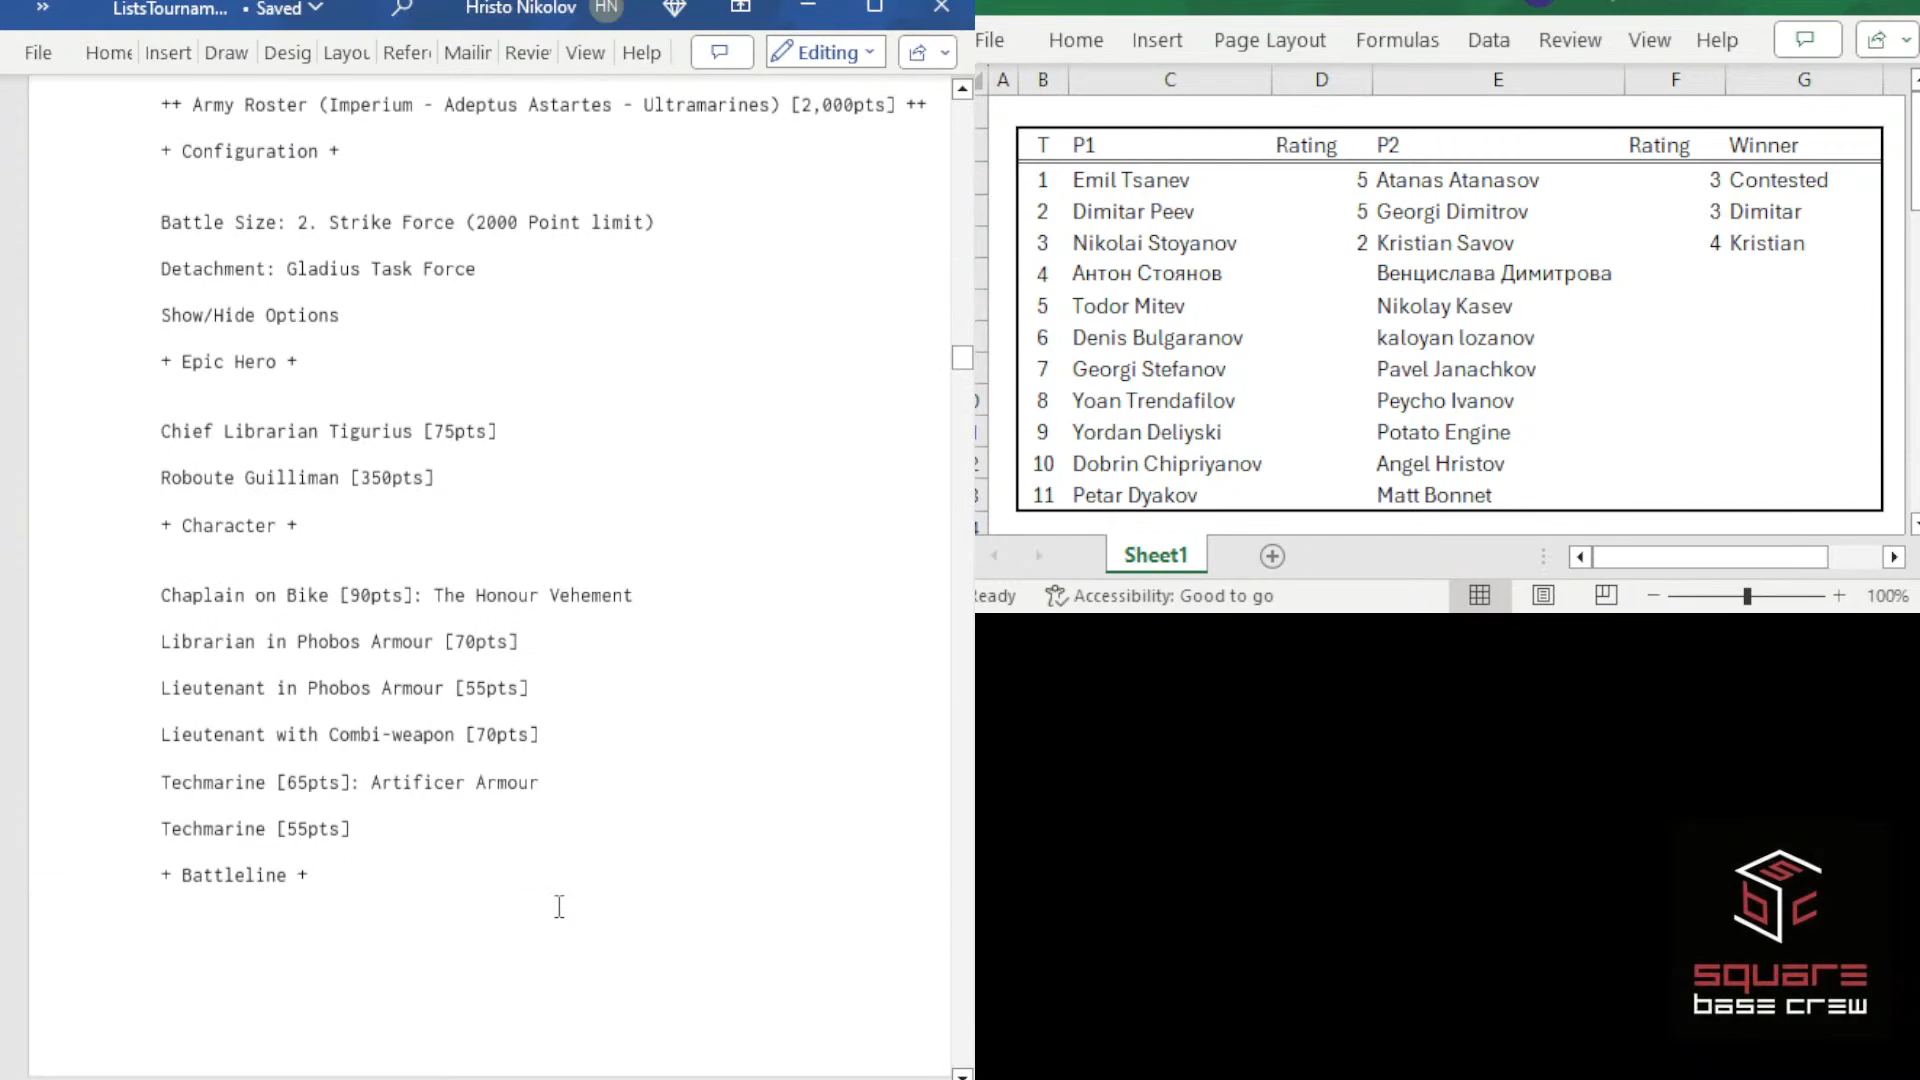 ListsTournam... • Saved
Hristo Nikolov HN
File Home Insert Draw Desig Layou Refer Mailin Revie View Help Editing
++ Army Roster (Imperium - Adeptus Astartes - Ultramarines) [2,000pts] ++
+ Configuration +
Battle Size: 2. Strike Force (2000 Point limit)
Detachment: Gladius Task Force
Show/Hide Options
+ Epic Hero +
Chief Librarian Tigurius [75pts]
Roboute Guilliman [350pts]
+ Character +
Chaplain on Bike [90pts]: The Honour Vehement
Librarian in Phobos Armour [70pts]
Lieutenant in Phobos Armour [55pts]
Lieutenant with Combi-weapon [70pts]
Techmarine [65pts]: Artificer Armour
Techmarine [55pts]
+ Battleline +
File Home Insert Page Layout Formulas Data Review View Help
A B C D E F G
T P1 Rating P2 Rating Winner
1 Emil Tsanev 5 Atanas Atanasov 3 Contested
2 Dimitar Peev 5 Georgi Dimitrov 3 Dimitar
3 Nikolai Stoyanov 2 Kristian Savov 4 Kristian
4 Антон Стоянов Венцислава Димитрова
5 Todor Mitev Nikolay Kasev
6 Denis Bulgaranov kaloyan lozanov
7 Georgi Stefanov Pavel Janachkov
8 Yoan Trendafilov Peycho Ivanov
9 Yordan Deliyski Potato Engine
10 Dobrin Chipriyanov Angel Hristov
11 Petar Dyakov Matt Bonnet
Sheet1
Ready Accessibility: Good to go 100%
sbc
square
base crew